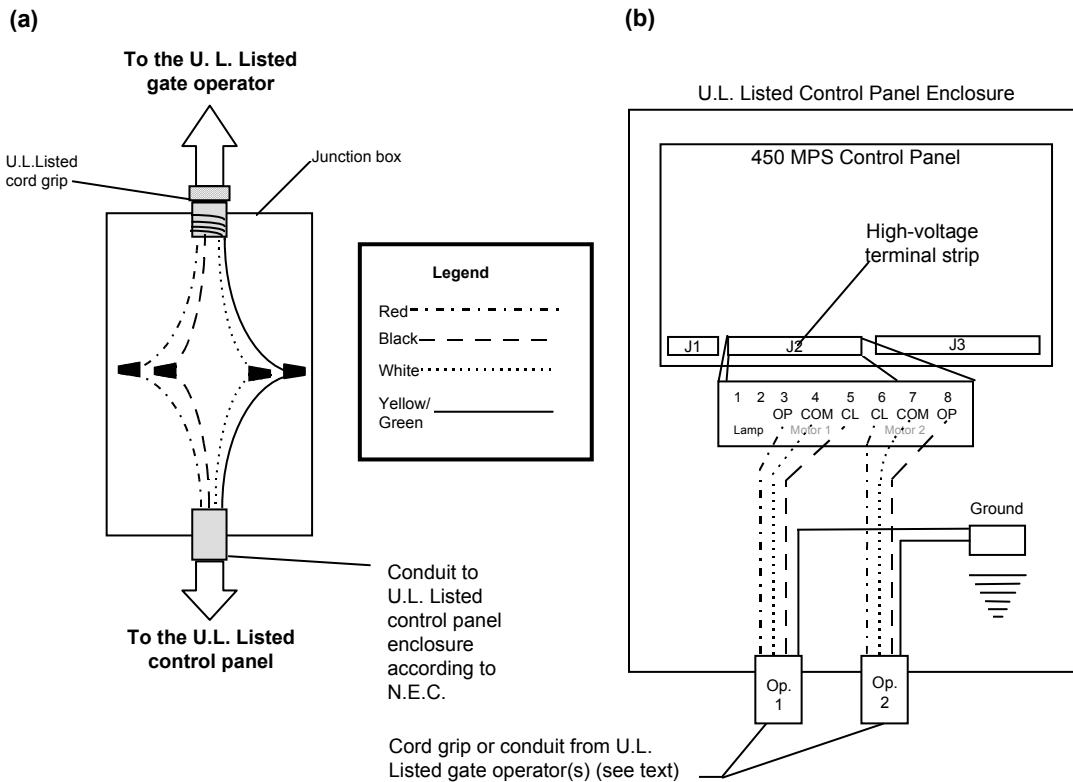 (a)
To the U. L. Listed
gate operator
U.L.Listed
cord grip
Junction box
Legend
Red
Black
White
Yellow/
Green
Conduit to
U.L. Listed
control panel
enclosure
according to
N.E.C.
To the U.L. Listed
control panel
(b)
U.L. Listed Control Panel Enclosure
450 MPS Control Panel
High-voltage
terminal strip
J1 J2 J3
1 2 3 4 5 6 7 8
OP COM CL CL COM OP
Lamp Motor 1 Motor 2
Ground
Op.
1
Op.
2
Cord grip or conduit from U.L.
Listed gate operator(s) (see text)